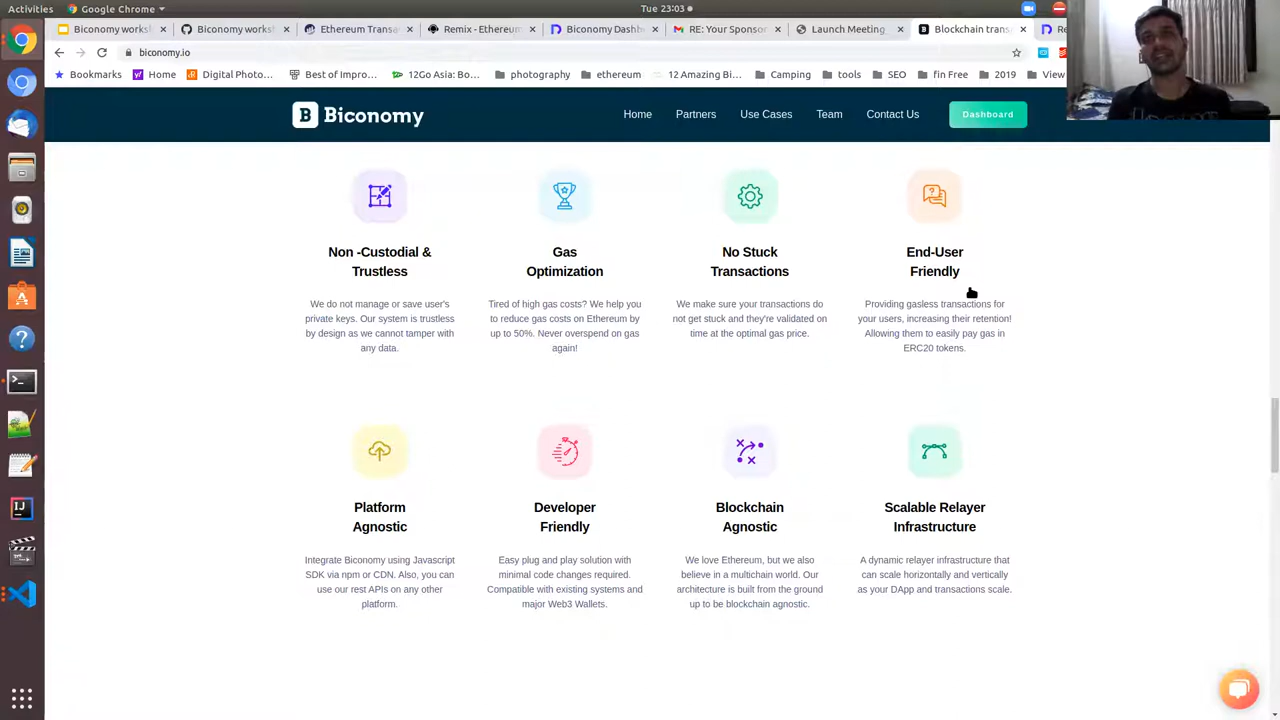 Activities
Google Chrome
Tue 23:03
Biconomy works
Biconomy works
Ethereum Transa
Remix - Ethereum
Biconomy Dashb
RE: Your Sponso
Launch Meeting
Blockchain trans
Re
biconomy.io
Bookmarks
Home
Digital Photo...
Best of Impro...
12Go Asia: Bo...
photography
ethereum
12 Amazing Bi...
Camping
tools
SEO
fin Free
2019
View
B Biconomy
Home
Partners
Use Cases
Team
Contact Us
Dashboard
Non -Custodial &
Trustless
We do not manage or save user's
private keys. Our system is trustless
by design as we cannot tamper with
any data.
Gas
Optimization
Tired of high gas costs? We help you
to reduce gas costs on Ethereum by
up to 50%. Never overspend on gas
again!
No Stuck
Transactions
We make sure your transactions do
not get stuck and they're validated on
time at the optimal gas price.
End-User
Friendly
Providing gasless transactions for
your users, increasing their retention!
Allowing them to easily pay gas in
ERC20 tokens.
Platform
Agnostic
Integrate Biconomy using Javascript
SDK via npm or CDN. Also, you can
use our rest APIs on any other
platform.
Developer
Friendly
Easy plug and play solution with
minimal code changes required.
Compatible with existing systems and
major Web3 Wallets.
Blockchain
Agnostic
We love Ethereum, but we also
believe in a multichain world. Our
architecture is built from the ground
up to be blockchain agnostic.
Scalable Relayer
Infrastructure
A dynamic relayer infrastructure that
can scale horizontally and vertically
as your DApp and transactions scale.